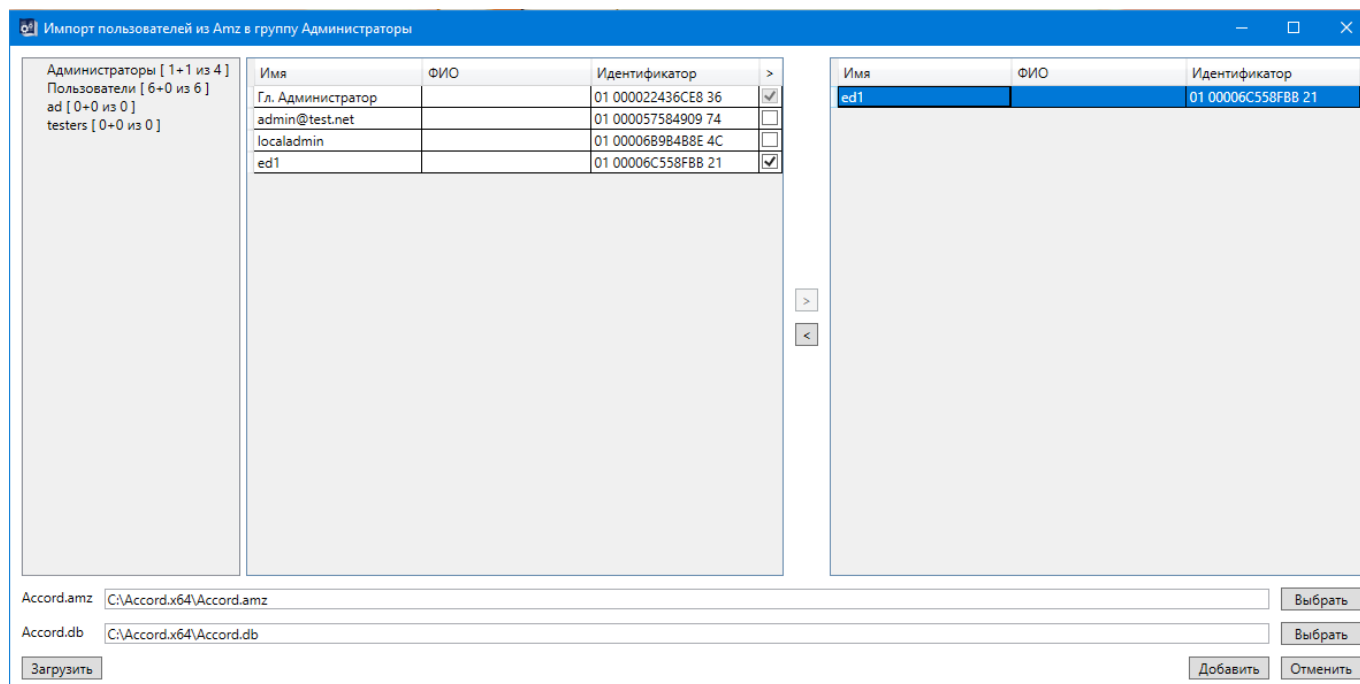 Импорт пользователей из Amz в группу Администраторы
Администраторы [ 1+1 из 4 ]
Пользователи [ 6+0 из 6 ]
ad [ 0+0 из 0 ]
testers [ 0+0 из 0 ]
Имя ФИО Идентификатор >
Гл. Администратор 01 000022436CE8 36
admin@test.net 01 000057584909 74
localadmin 01 00006B9B4B8E 4C
ed1 01 00006C558FBB 21
>
<
Имя ФИО Идентификатор
ed1 01 00006C558FBB 21
Accord.amz C:\Accord.x64\Accord.amz Выбрать
Accord.db C:\Accord.x64\Accord.db Выбрать
Загрузить Добавить Отменить